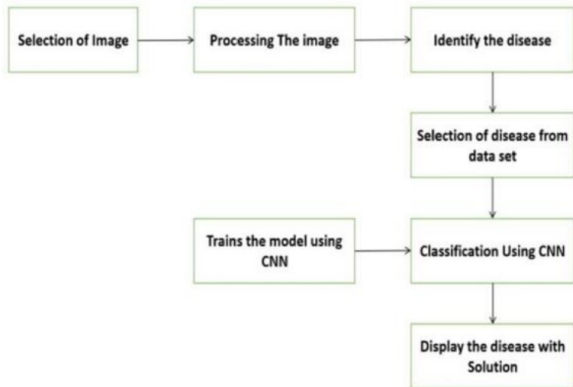 Selection of Image
Processing The image
Identify the disease
Selection of disease from
data set
Trains the model using
CNN
Classification Using CNN
Display the disease with
Solution